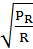 √(P_R / R)